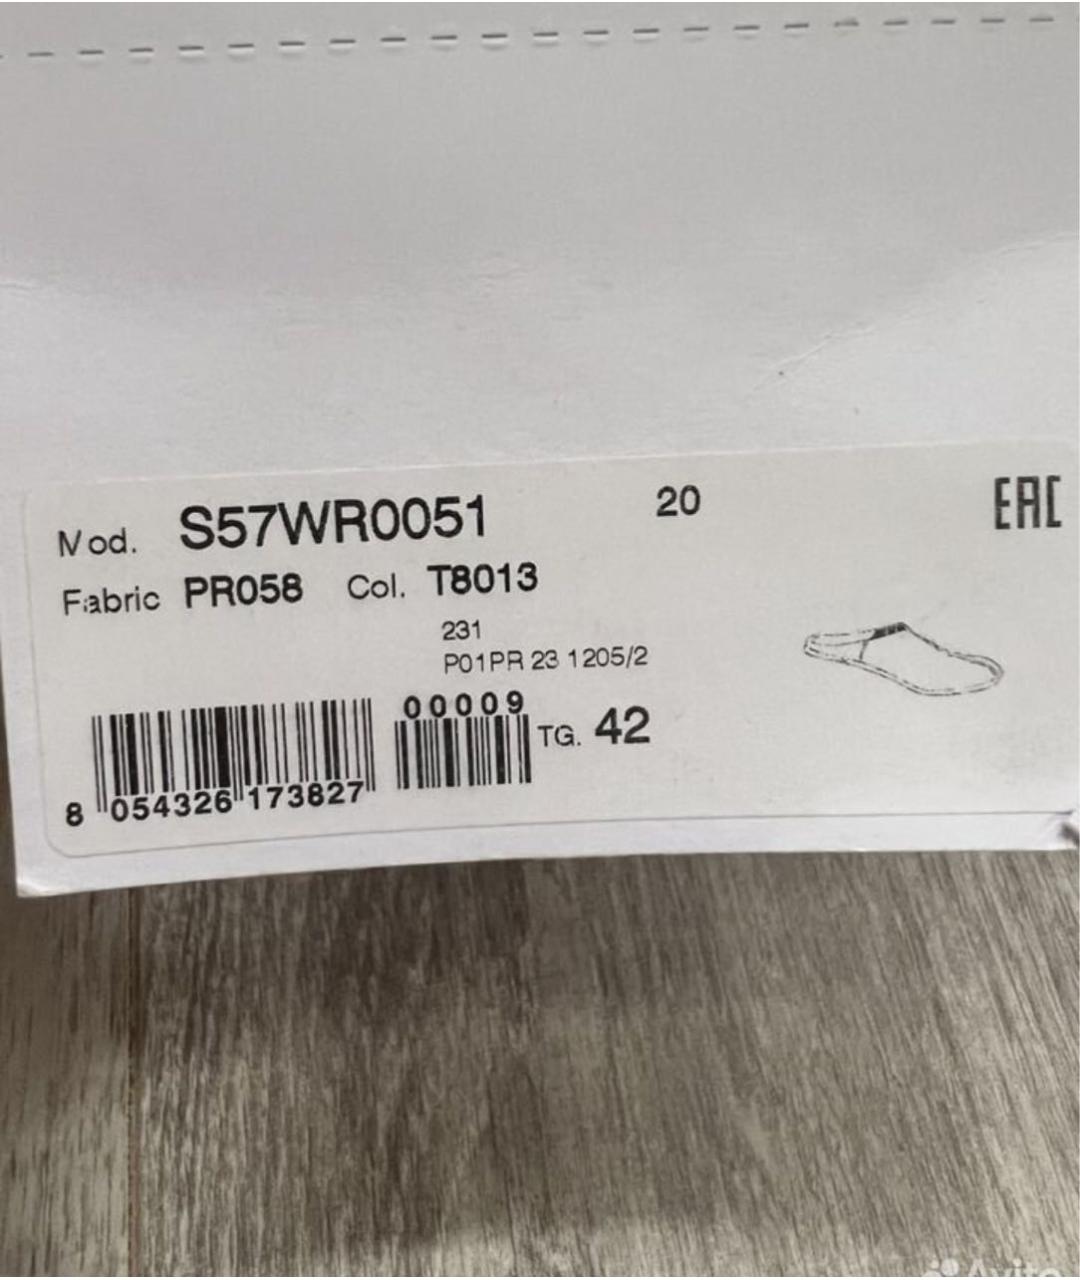 Mod. S57WR0051 20 EAC
Fabric PR058 Col. T8013
231
P01PR 23 1205/2
00009
TG. 42
8 054326 173827
Avito